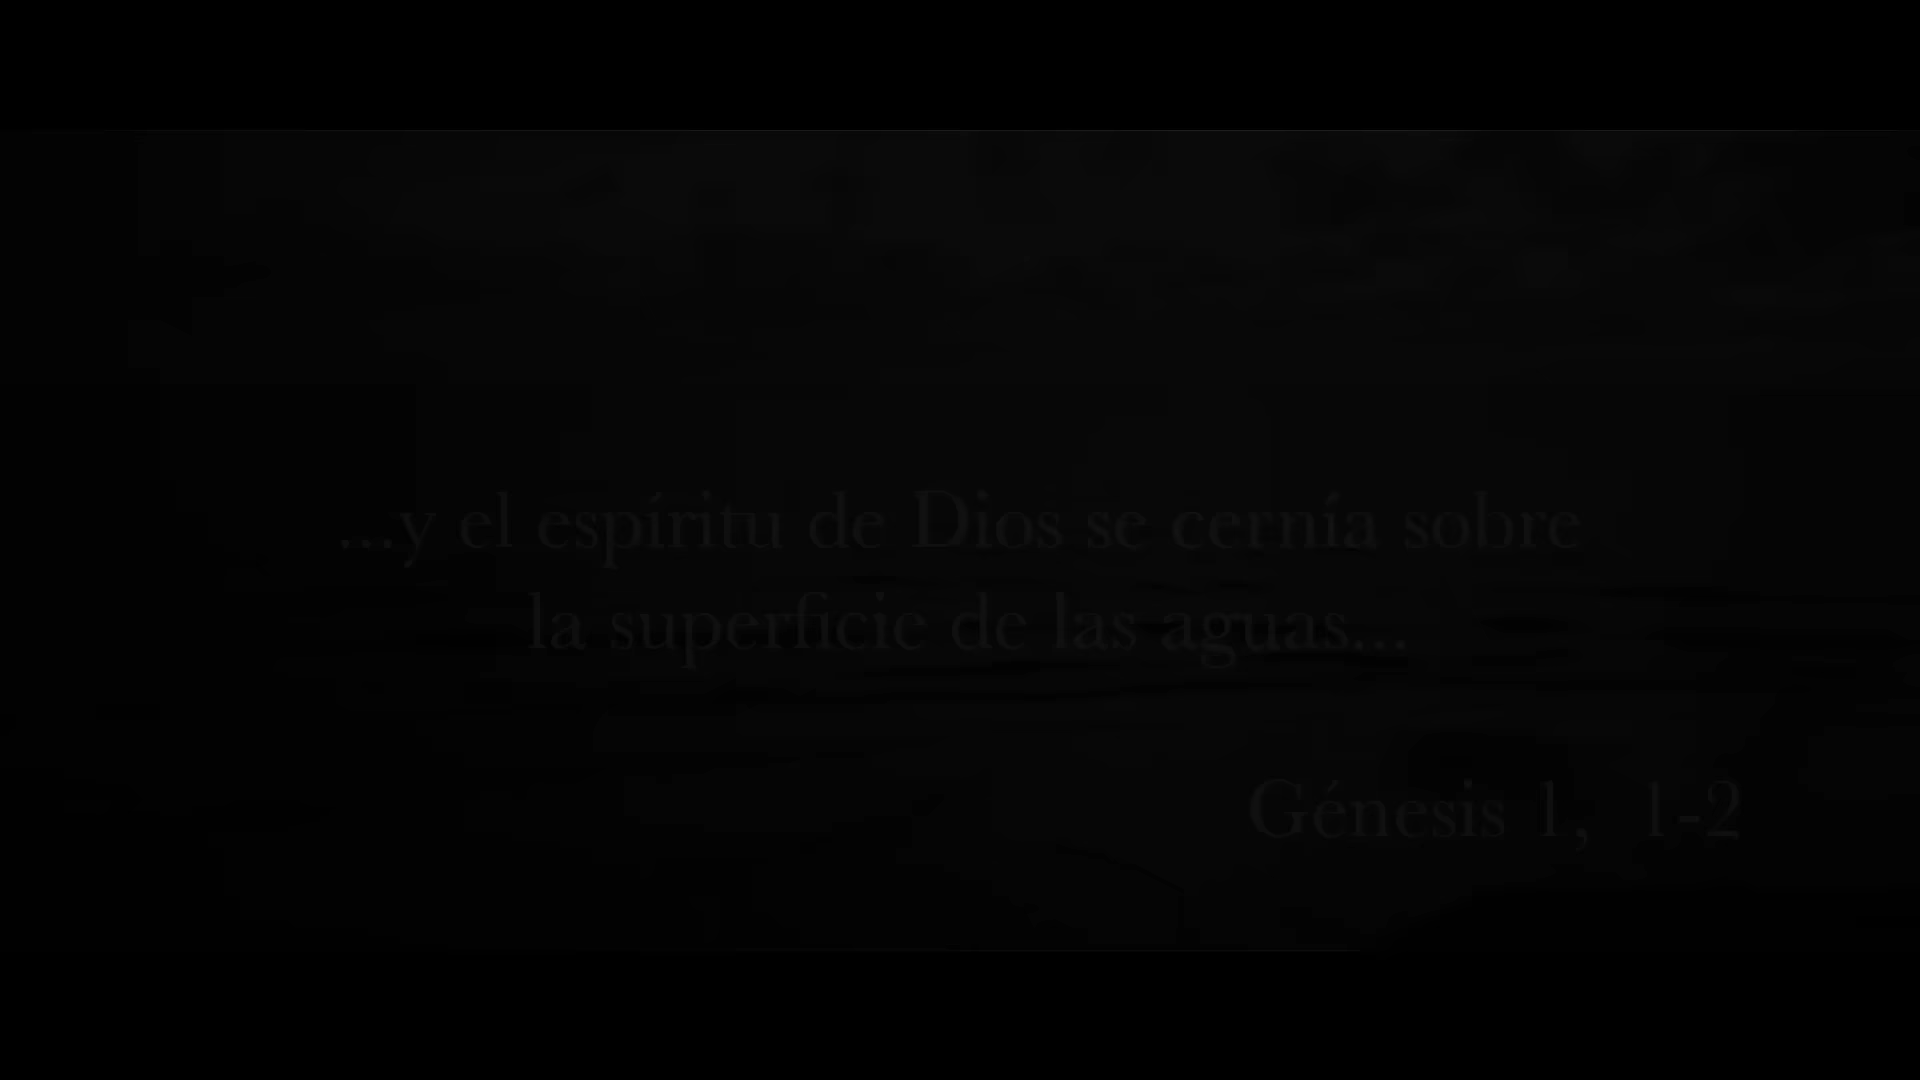 ...y el espíritu de Dios se cernía sobre
la superficie de las aguas...
Génesis 1, 1-2